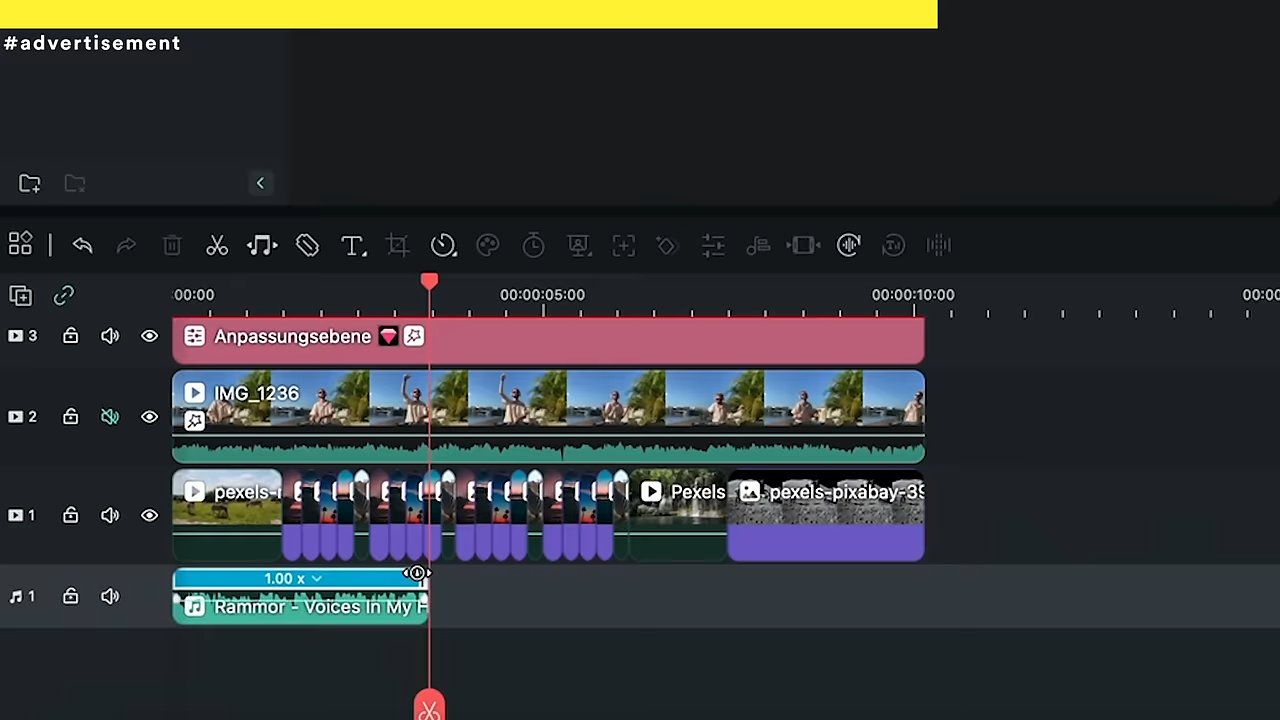 #advertisement
:00:00
00:00:05:00
00:00:10:00
00:00
3
Anpassungsebene
2
IMG_1236
1
pexels-
Pexels
pexels-pixabay-39
1
1.00 x
Rammor - Voices In My H